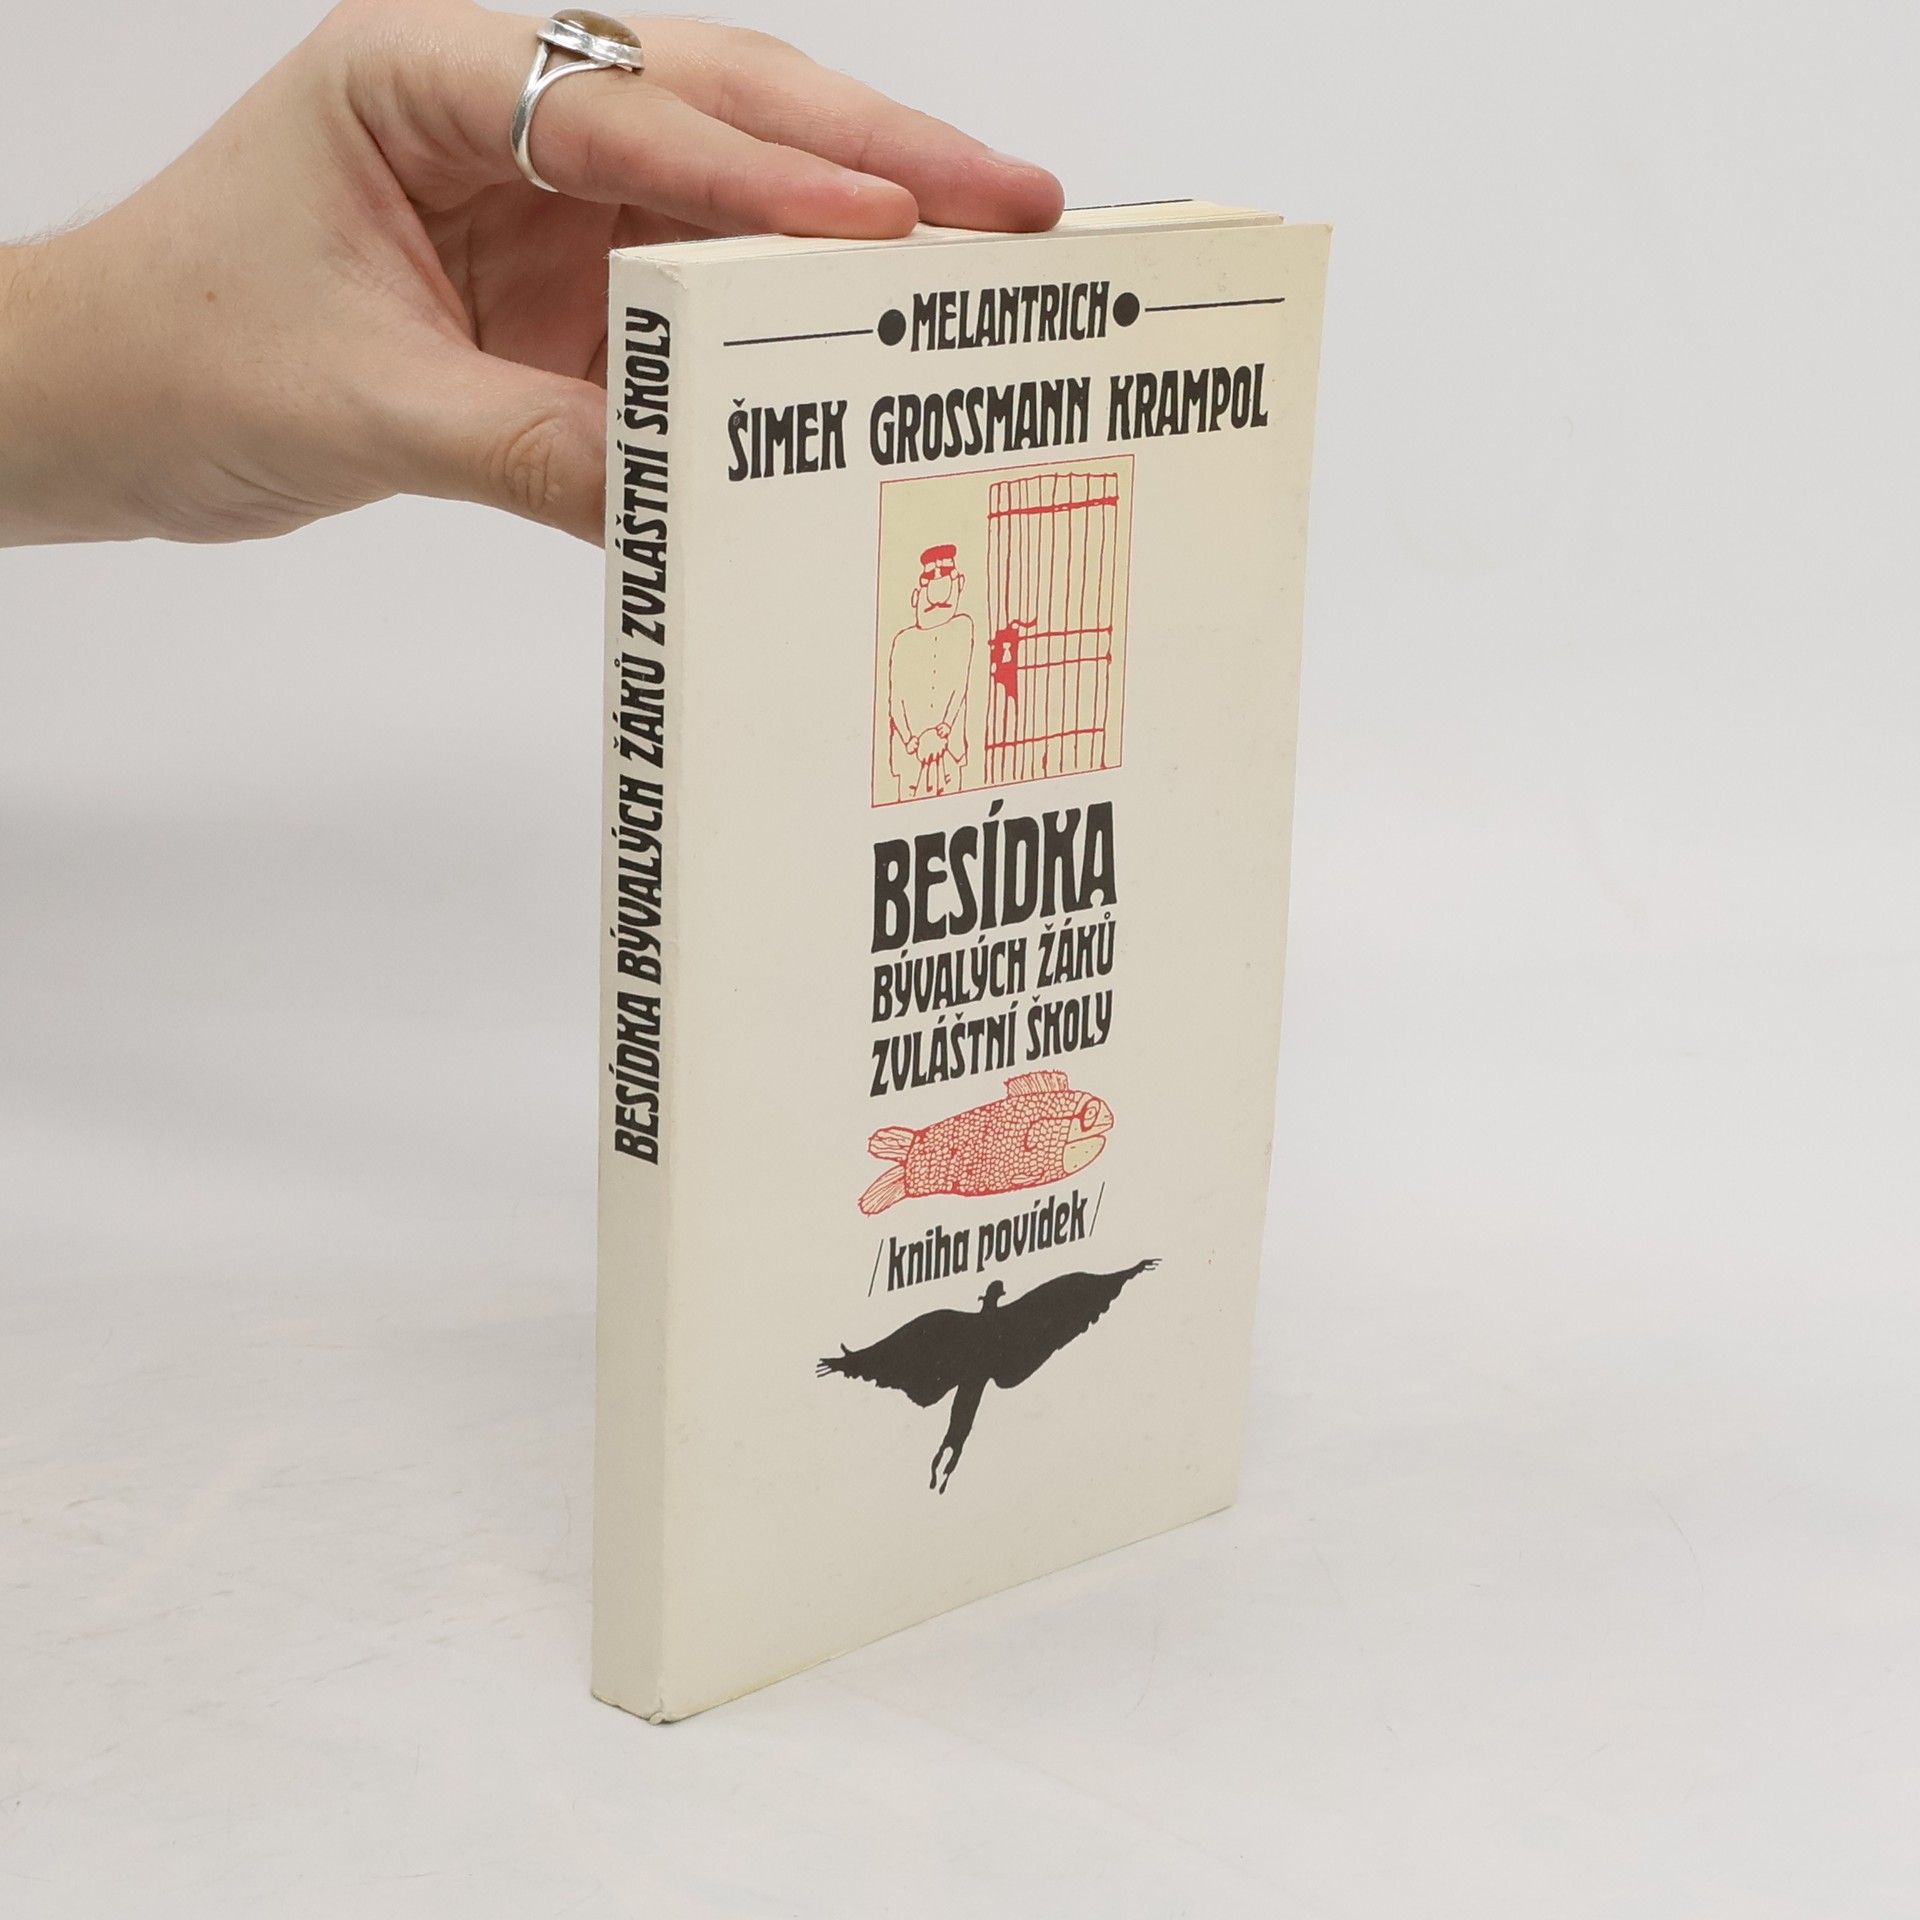 BESÍDKA BÝVALÝCH ŽÁKŮ ZVLÁŠTNÍ ŠKOLY
MELANTRICH
ŠIMEK GROSSMANN KRAMPOL
BESÍDKA
BÝVALÝCH ŽÁKŮ
ZVLÁŠTNÍ ŠKOLY
/kniha povídek/